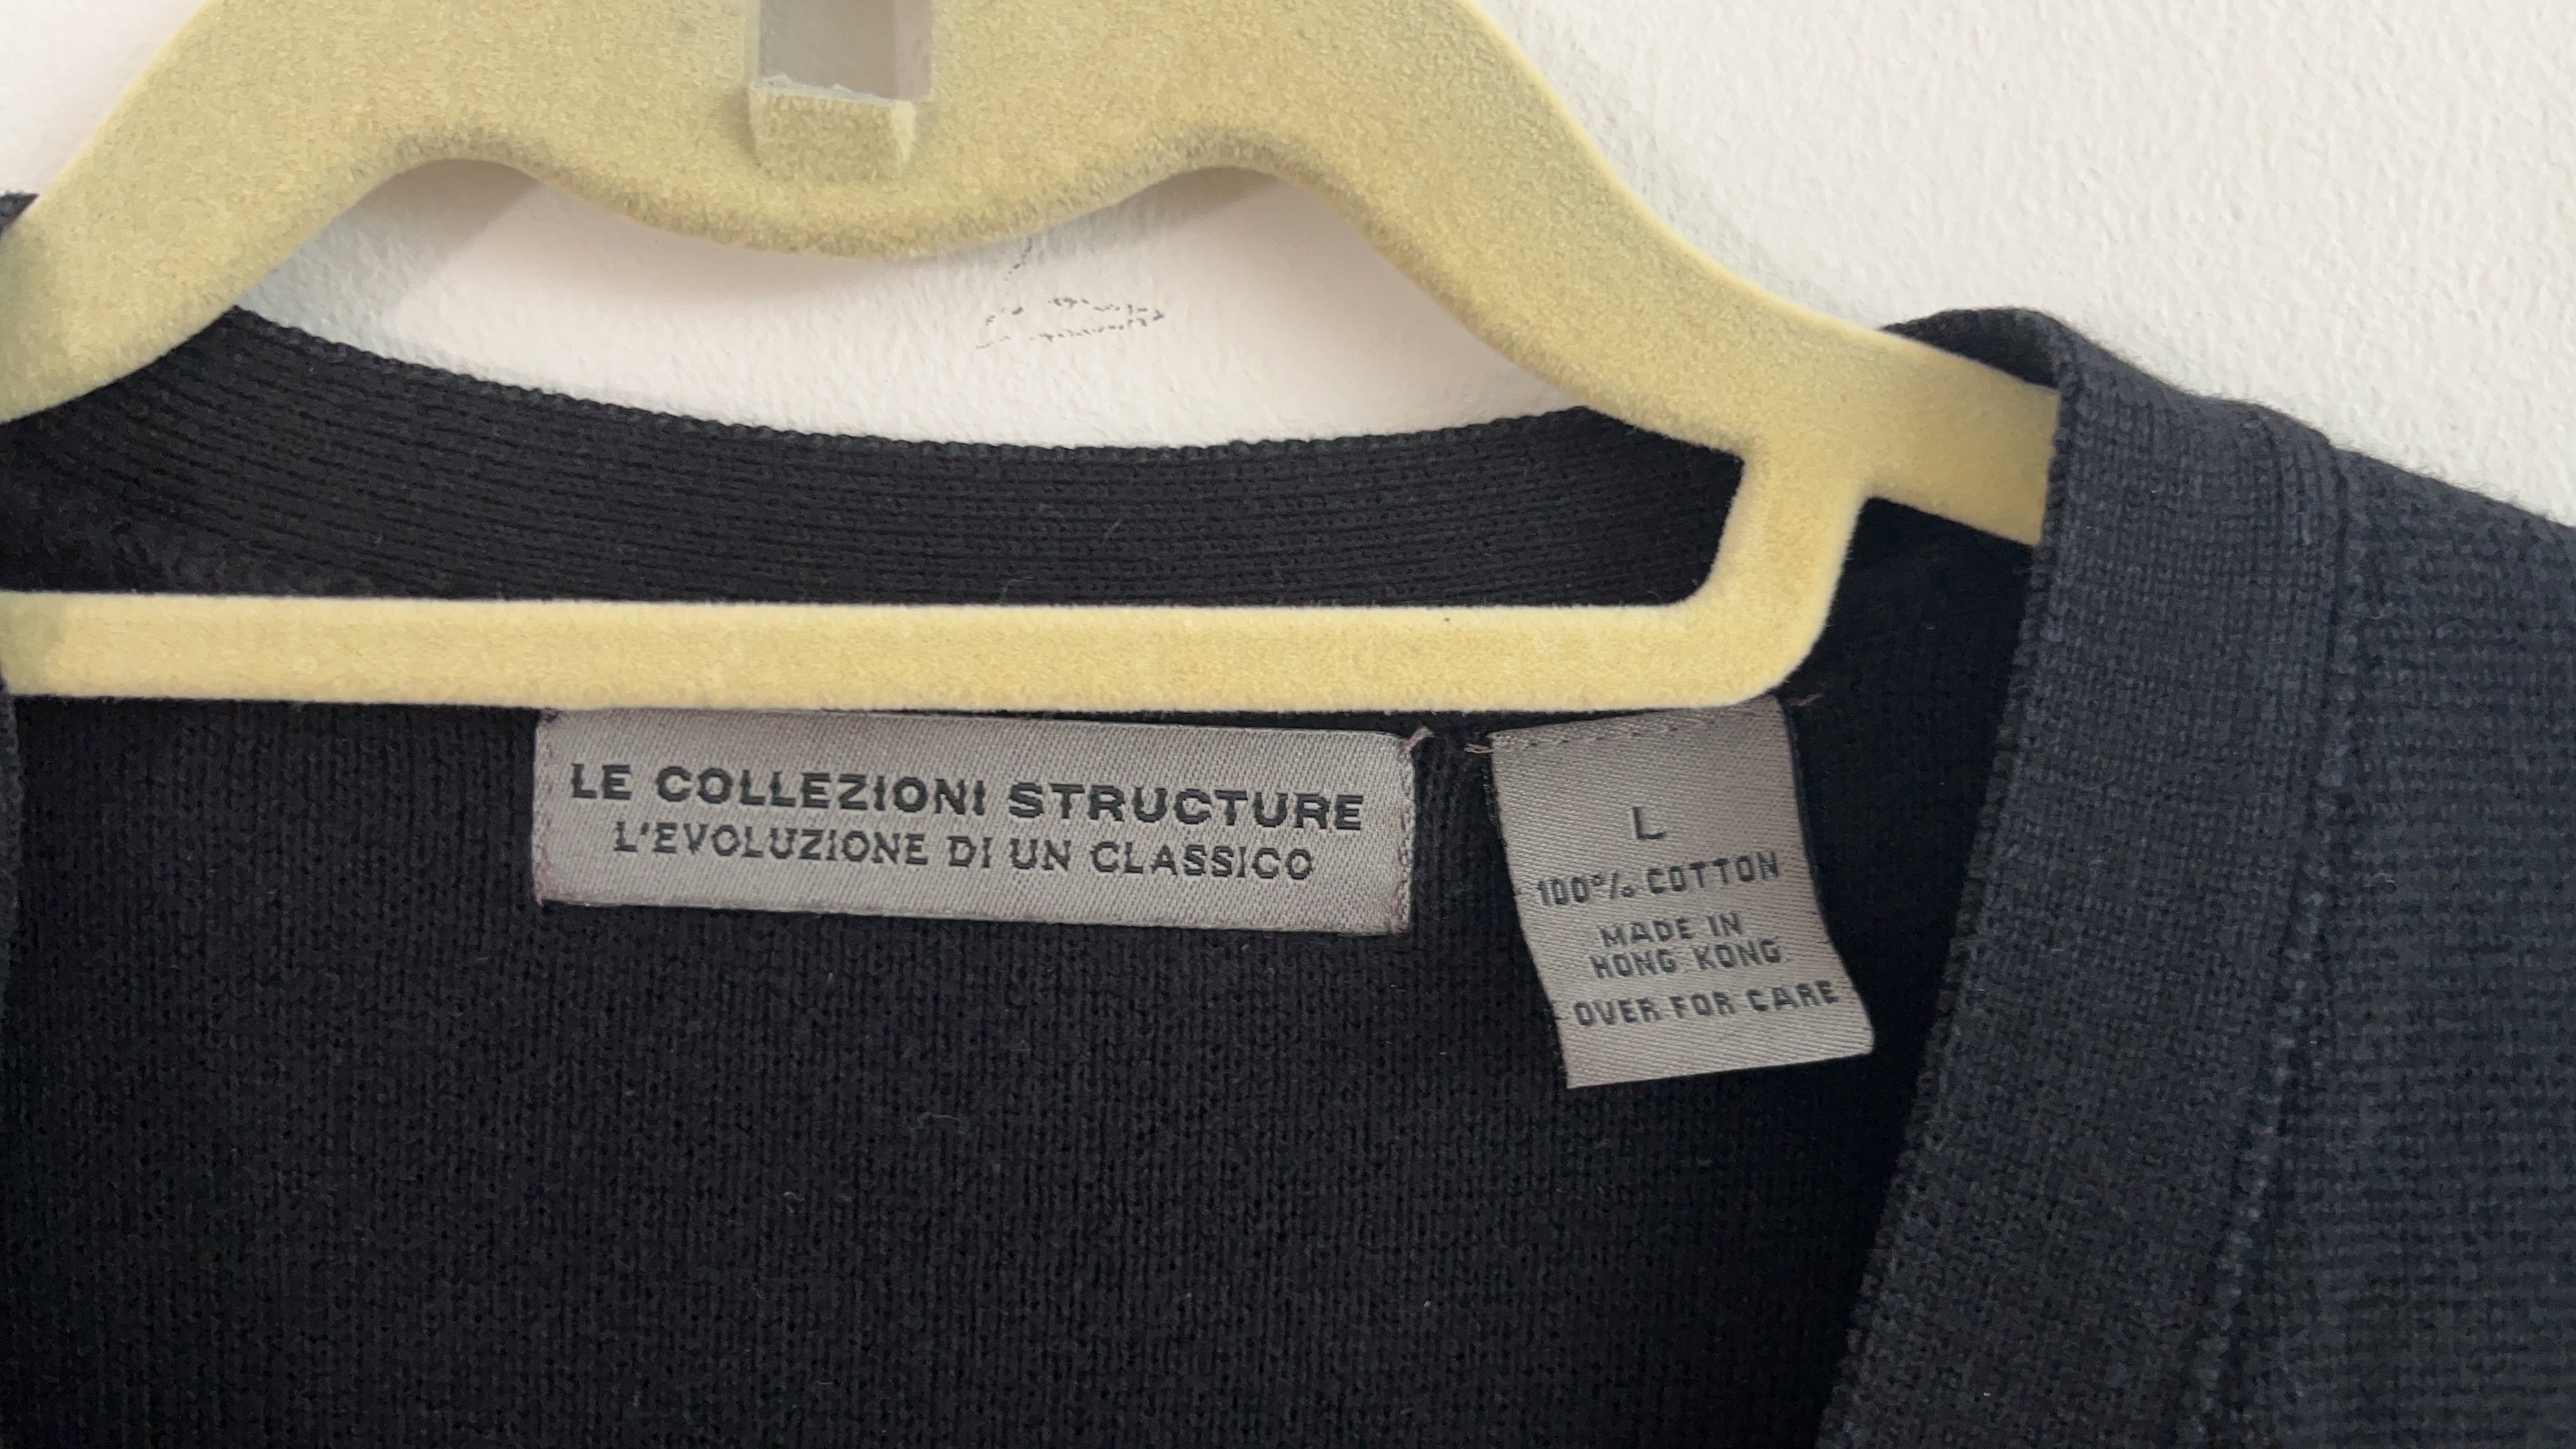 LE COLLEZIONI STRUCTURE
L'EVOLUZIONE DI UN CLASSICO
L
100% COTTON
MADE IN
HONG KONG
OVER FOR CARE